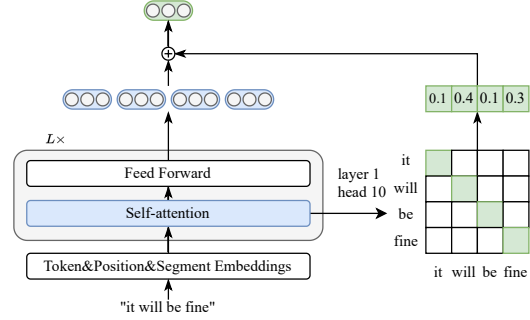 0.1 0.4 0.1 0.3
L×
Feed Forward
Self-attention
Token&Position&Segment Embeddings
"it will be fine"
layer 1
head 10
it
will
be
fine
it will be fine